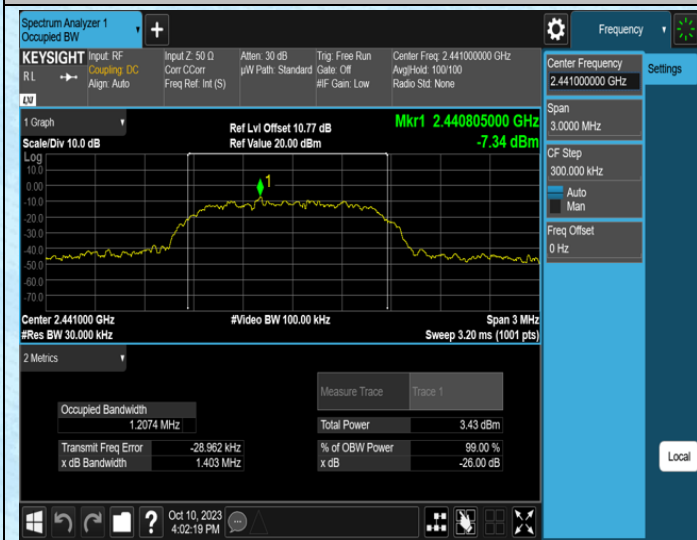 Spectrum Analyzer 1
Occupied BW
Frequency
KEYSIGHT
RL
LXI
Input: RF
Coupling: DC
Align: Auto
Input Z: 50 Ω
Corr CCorr
Freq Ref: Int (S)
Atten: 30 dB
µW Path: Standard
Trig: Free Run
Gate: Off
#IF Gain: Low
Center Freq: 2.441000000 GHz
Avg|Hold: 100/100
Radio Std: None
1 Graph
Scale/Div 10.0 dB
Ref Lvl Offset 10.77 dB
Ref Value 20.00 dBm
Mkr1 2.440805000 GHz
-7.34 dBm
Log
10.0
0.00
-10.0
-20.0
-30.0
-40.0
-50.0
-60.0
-70.0
1
Center 2.441000 GHz
#Res BW 30.000 kHz
#Video BW 100.00 kHz
Span 3 MHz
Sweep 3.20 ms (1001 pts)
2 Metrics
Measure Trace
Trace 1
Occupied Bandwidth
1.2074 MHz
Total Power
3.43 dBm
Transmit Freq Error
-28.962 kHz
% of OBW Power
99.00 %
x dB Bandwidth
1.403 MHz
x dB
-26.00 dB
Center Frequency
2.441000000 GHz
Settings
Span
3.0000 MHz
CF Step
300.000 kHz
Auto
Man
Freq Offset
0 Hz
Local
?
Oct 10, 2023
4:02:19 PM